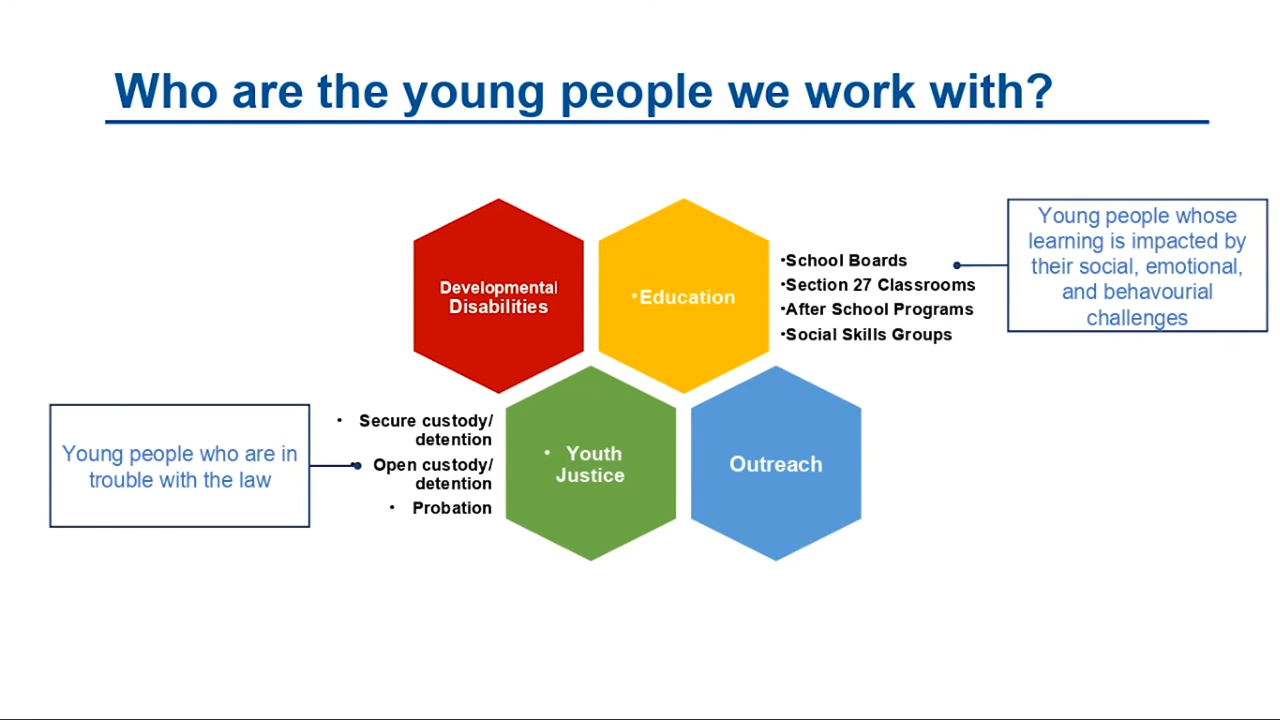 Who are the young people we work with?
Developmental
Disabilities
•Education
•School Boards
•Section 27 Classrooms
•After School Programs
•Social Skills Groups
Young people whose
learning is impacted by
their social, emotional,
and behavourial
challenges
Young people who are in
trouble with the law
• Secure custody/
detention
• Open custody/
detention
• Probation
• Youth
Justice
Outreach